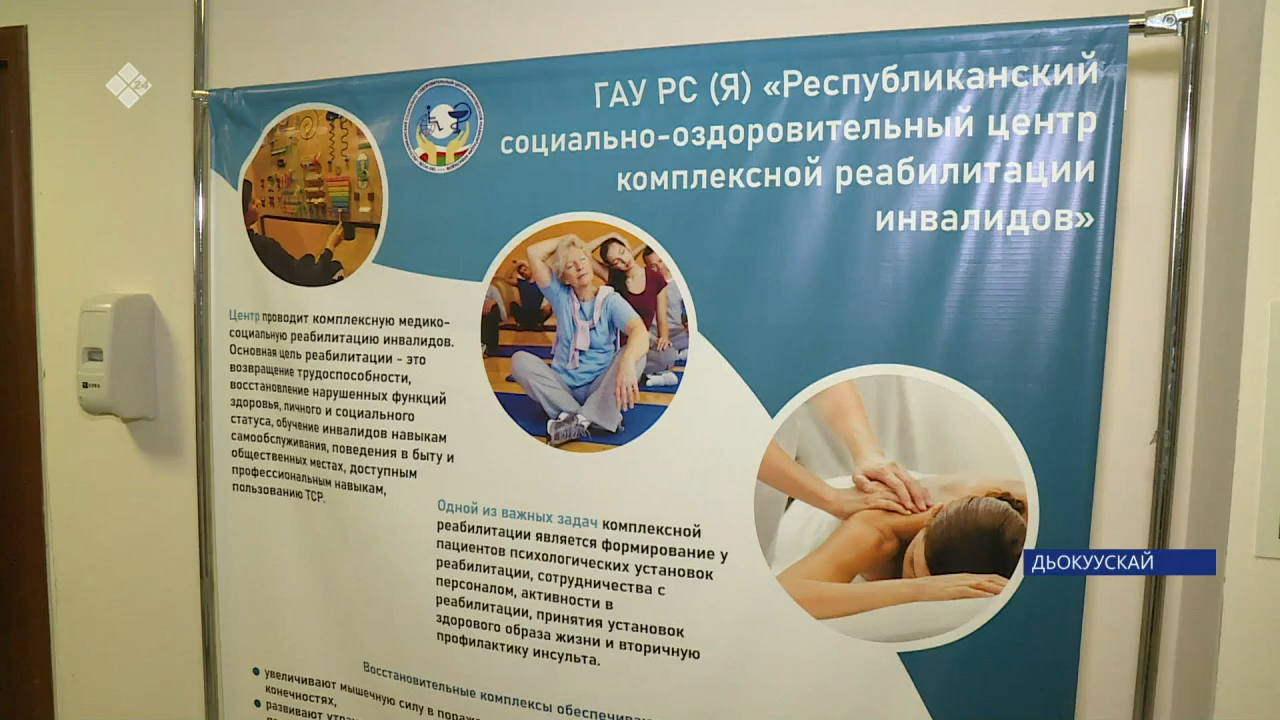 24
ГАУ РС (Я) «Республиканский
социально-оздоровительный центр
комплексной реабилитации
инвалидов»
Центр проводит комплексную медико-
социальную реабилитацию инвалидов.
Основная цель реабилитации – это
возвращение трудоспособности,
восстановление нарушенных функций
здоровья, личного и социального
статуса, обучение инвалидов навыкам
самообслуживания, поведения в быту и
общественных местах, доступным
профессиональным навыкам,
пользованию ТСР.
Одной из важных задач комплексной
реабилитации является формирование у
пациентов психологических установок
реабилитации, сотрудничества с
персоналом, активности в
реабилитации, принятия установок
здорового образа жизни и вторичную
профилактику инсульта.
ДЬОКУУСКАЙ
Восстановительные комплексы
увеличивают мышечную силу в
конечностях,
развивают